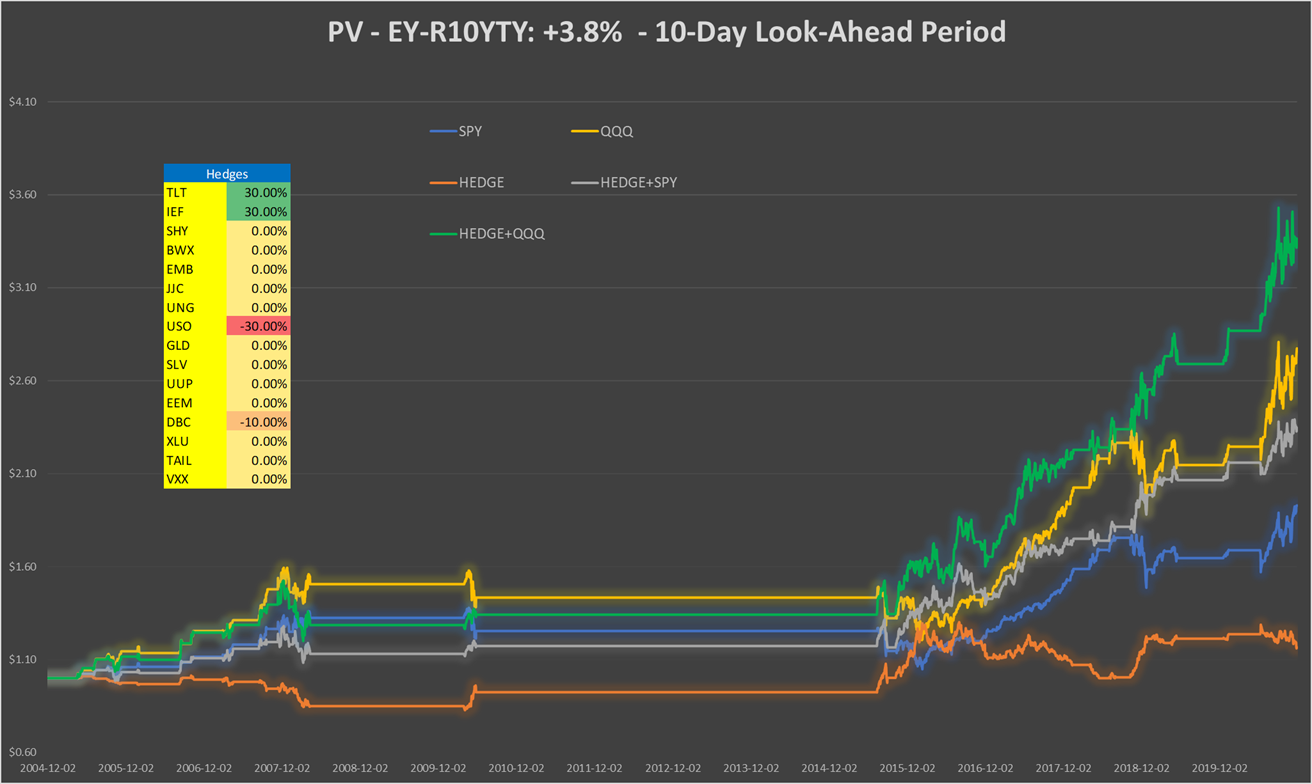 PV - EY-R10YTY: +3.8%  - 10-Day Look-Ahead Period
$4.10
SPY
QQQ
Hedges
HEDGE
HEDGE+SPY
TLT 30.00%
$3.60
IEF 30.00%
SHY 0.00%
HEDGE+QQQ
BWX 0.00%
EMB 0.00%
JJC 0.00%
$3.10
UNG 0.00%
USO -30.00%
GLD 0.00%
SLV 0.00%
$2.60
UUP 0.00%
EEM 0.00%
DBC -10.00%
XLU 0.00%
TAIL 0.00%
$2.10
VXX 0.00%
$1.60
$1.10
$0.60
2004-12-02 2005-12-02 2006-12-02 2007-12-02 2008-12-02 2009-12-02 2010-12-02 2011-12-02 2012-12-02 2013-12-02 2014-12-02 2015-12-02 2016-12-02 2017-12-02 2018-12-02 2019-12-02